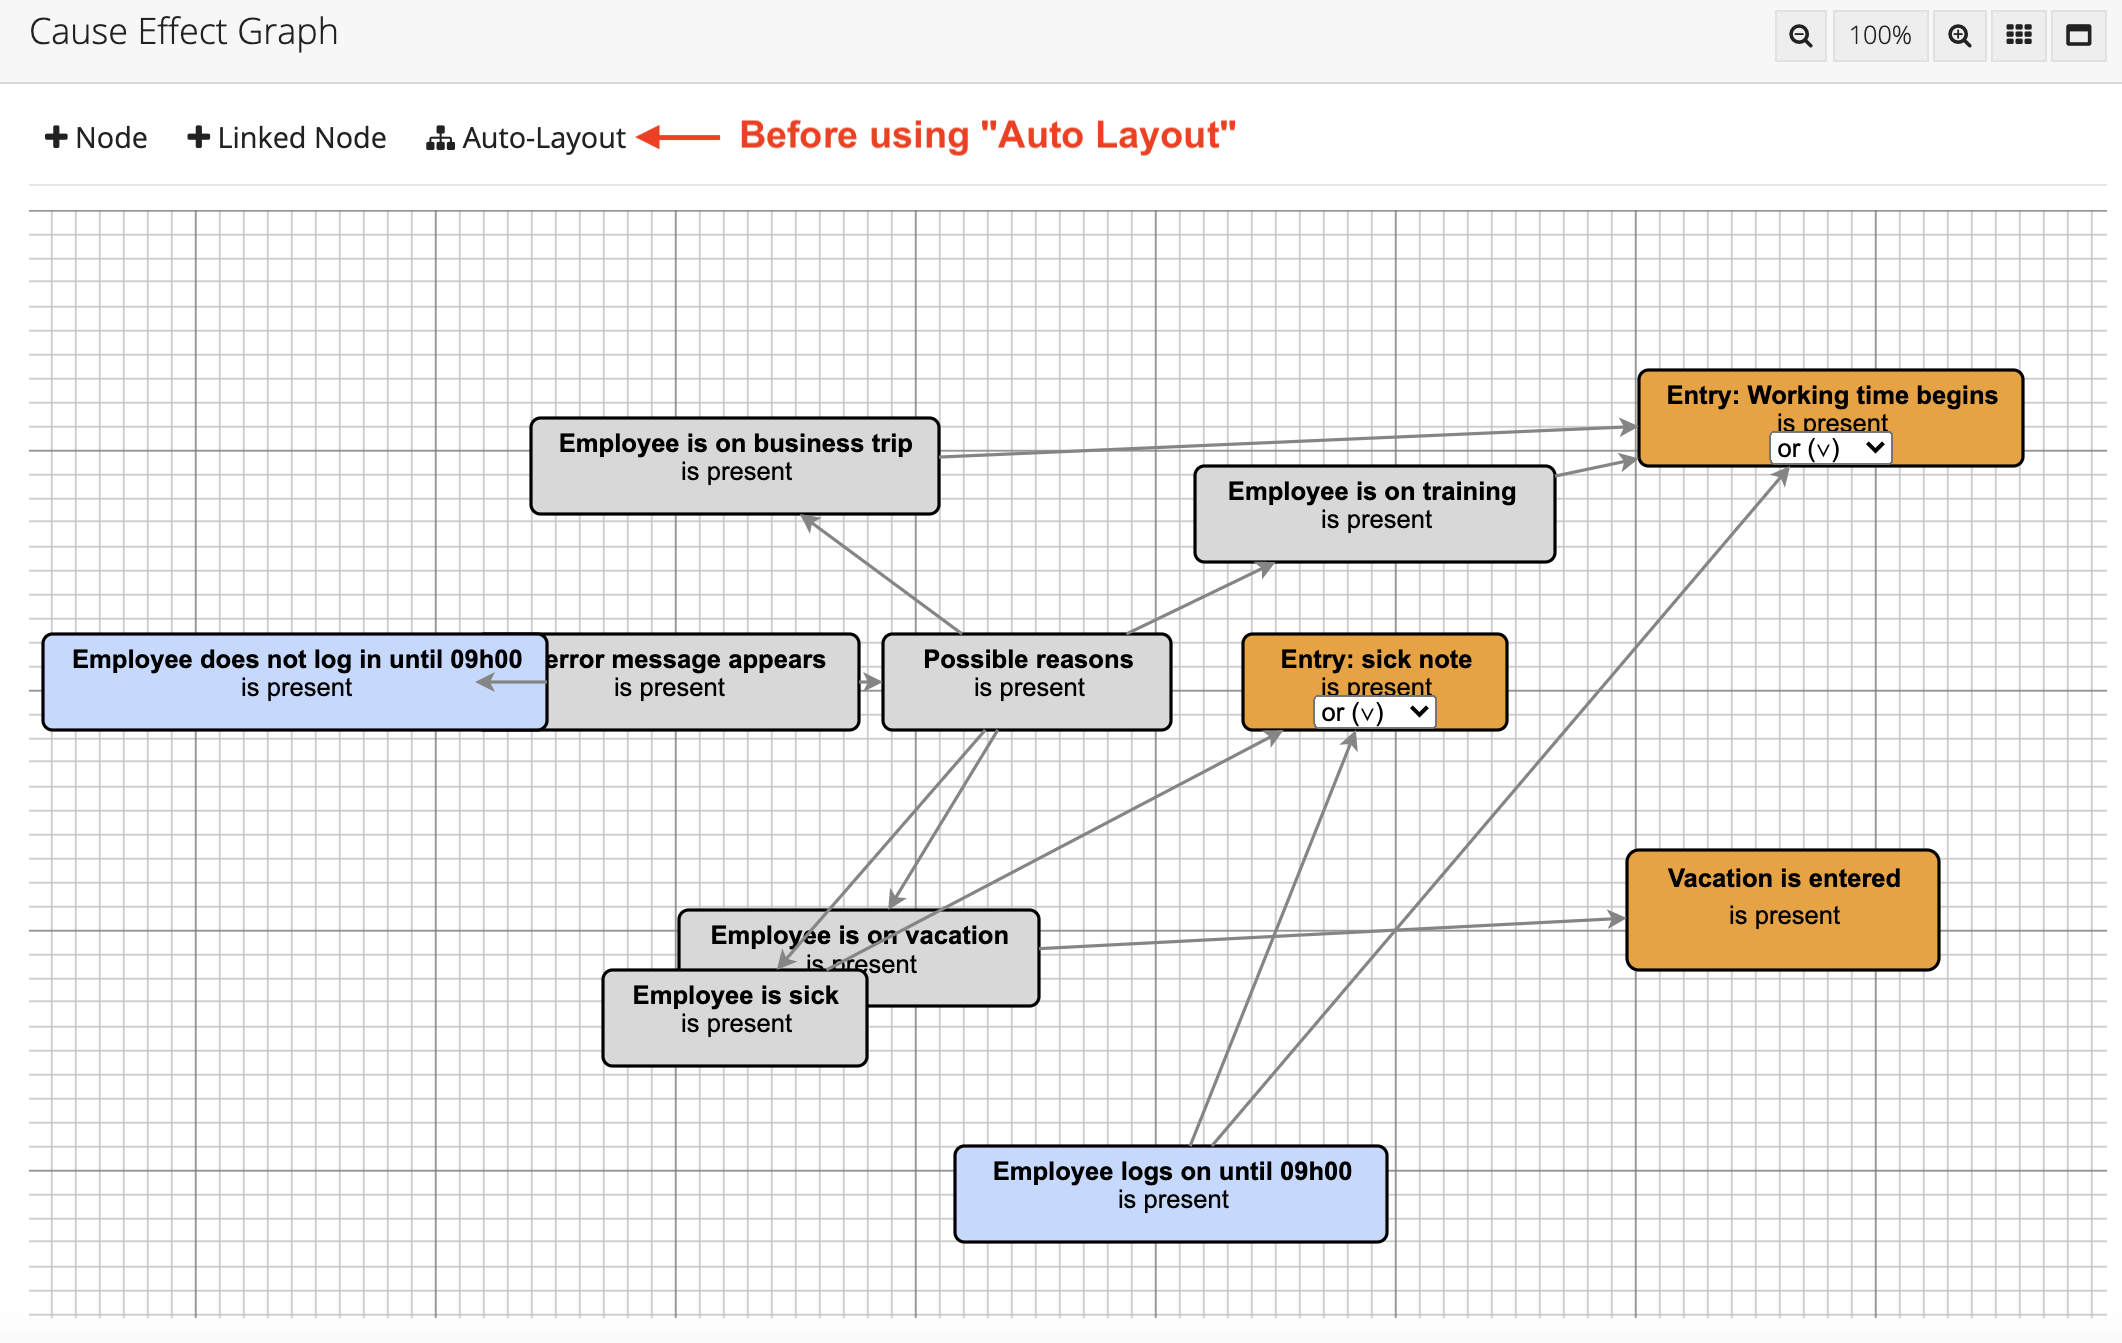 Cause Effect Graph
100%
Node
Linked Node
Auto-Layout
Before using "Auto Layout"
Entry: Working time begins
is present
or (∨)
Employee is on business trip
is present
Employee is on training
is present
Employee does not log in until 09h00
is present
error message appears
is present
Possible reasons
is present
Entry: sick note
is present
or (∨)
Vacation is entered
is present
Employee is on vacation
is present
Employee is sick
is present
Employee logs on until 09h00
is present